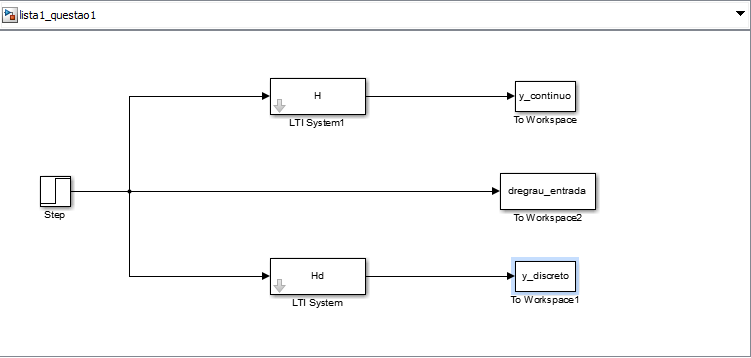 lista1_questao1
H
LTI System1
y_continuo
To Workspace
Step
dregrau_entrada
To Workspace2
Hd
LTI System
y_discreto
To Workspace1